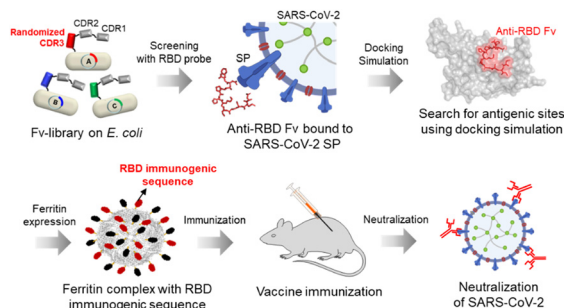 Randomized
CDR3
CDR2
CDR1
A
B
C
Fv-library on E. coli
Screening
with RBD
probe
SARS-CoV-2
SP
Anti-RBD Fv bound to
SARS-CoV-2 SP
Docking
Simulation
Anti-RBD Fv
Search for antigenic sites
using docking simulation
Ferritin
expression
RBD immunogenic
sequence
Ferritin complex with RBD
immunogenic sequence
Immunization
Vaccine immunization
Neutralization
Neutralization
of SARS-CoV-2